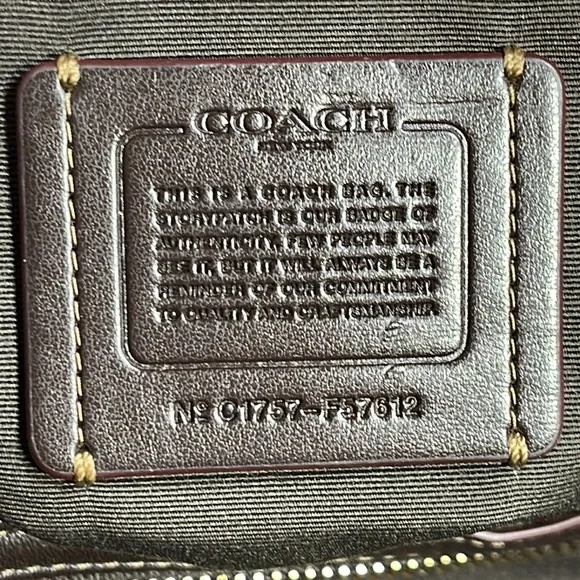 COACH
NEW YORK
THIS IS A COACH BAG. THE
STORYPATCH IS OUR BADGE OF
AUTHENTICITY. FEW PEOPLE MAY
SEE IT, BUT IT WILL ALWAYS BE A
REMINDER OF OUR COMMITMENT
TO QUALITY AND CRAFTSMANSHIP.
Nº C1757-F57612